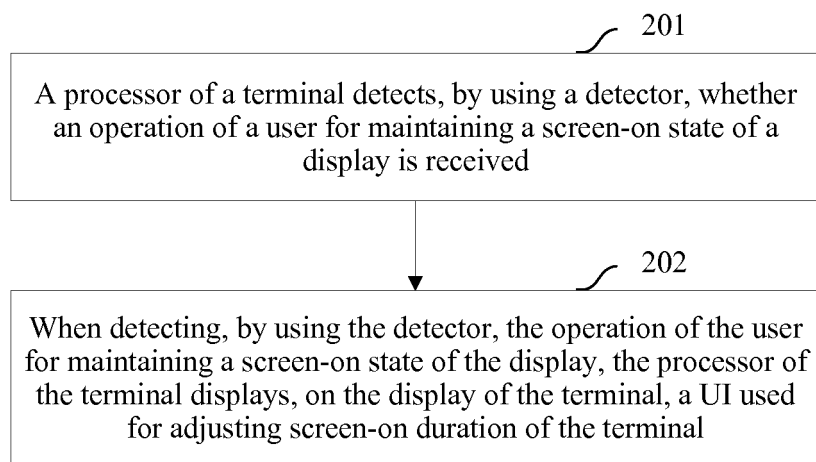 201
A processor of a terminal detects, by using a detector, whether
an operation of a user for maintaining a screen-on state of a
display is received
202
When detecting, by using the detector, the operation of the user
for maintaining a screen-on state of the display, the processor of
the terminal displays, on the display of the terminal, a UI used
for adjusting screen-on duration of the terminal